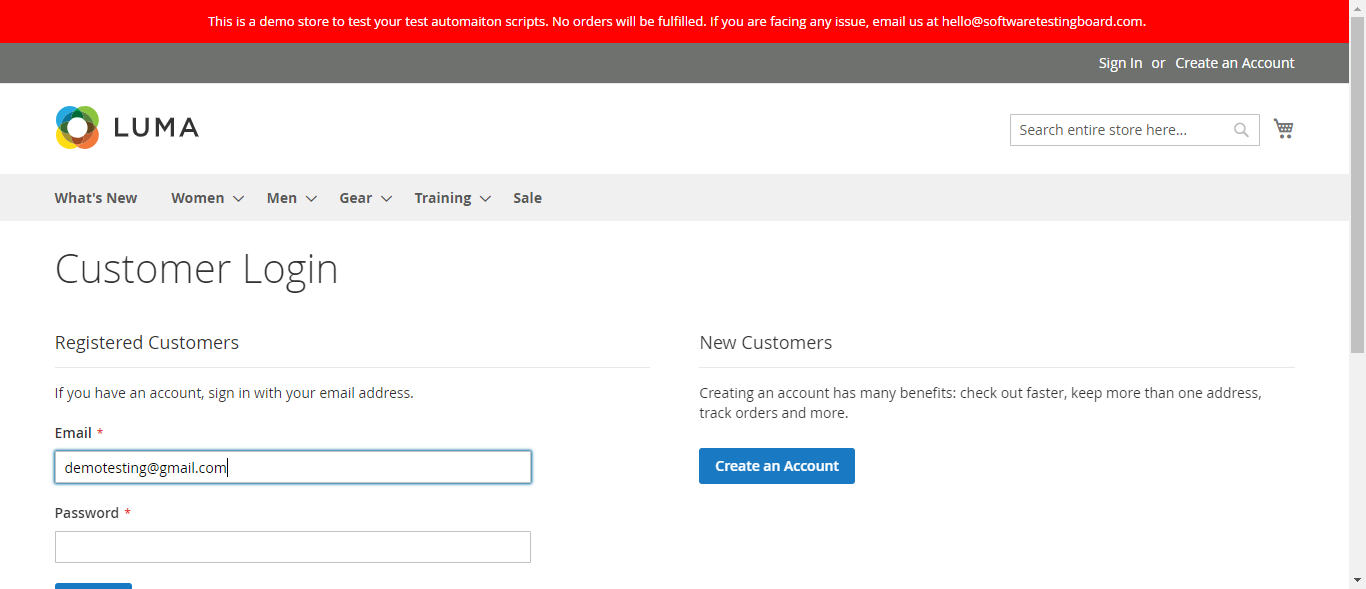 This is a demo store to test your test automaiton scripts. No orders will be fulfilled. If you are facing any issue, email us at hello@softwaretestingboard.com.
Sign In or Create an Account
LUMA
Search entire store here...
What's New Women Men Gear Training Sale
Customer Login
Registered Customers
If you have an account, sign in with your email address.
Email *
demotesting@gmail.com
Password *
New Customers
Creating an account has many benefits: check out faster, keep more than one address,
track orders and more.
Create an Account